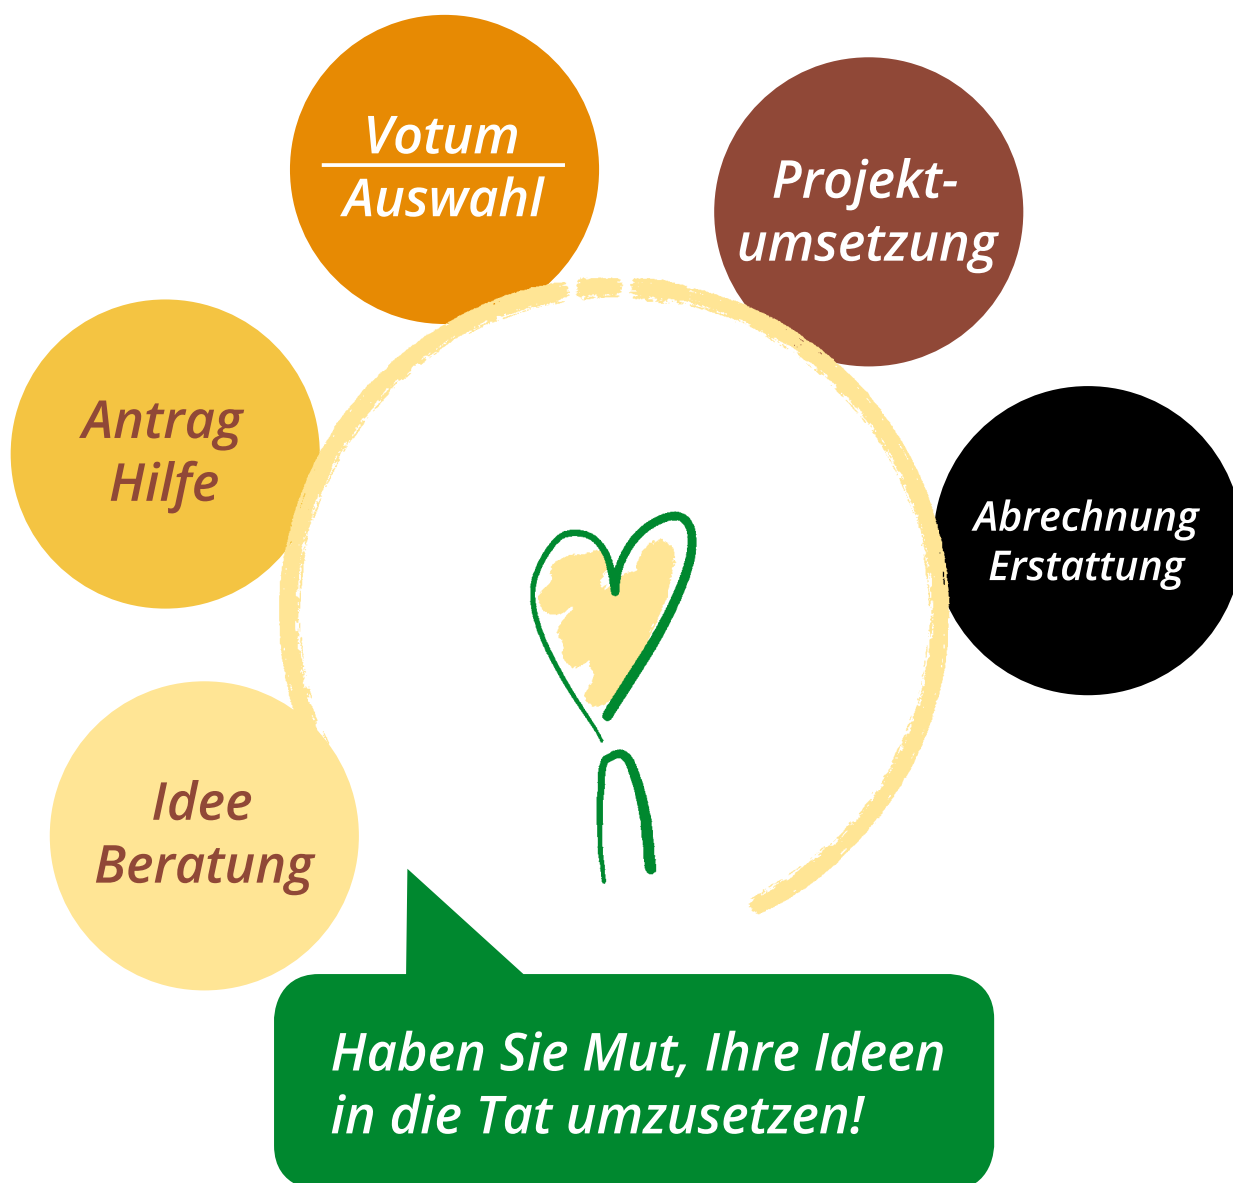 Votum
Auswahl
Projekt-
umsetzung
Antrag
Hilfe
Abrechnung
Erstattung
Idee
Beratung
Haben Sie Mut, Ihre Ideen
in die Tat umzusetzen!